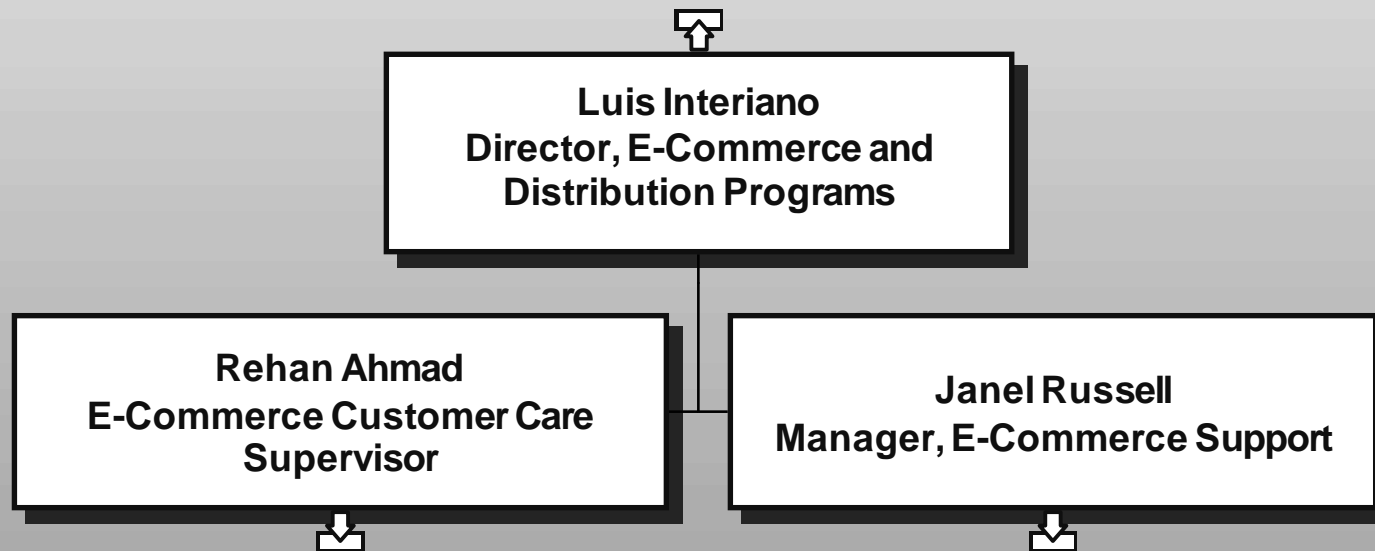 Luis Interiano
Director, E-Commerce and
Distribution Programs
Rehan Ahmad
E-Commerce Customer Care
Supervisor
Janel Russell
Manager, E-Commerce Support